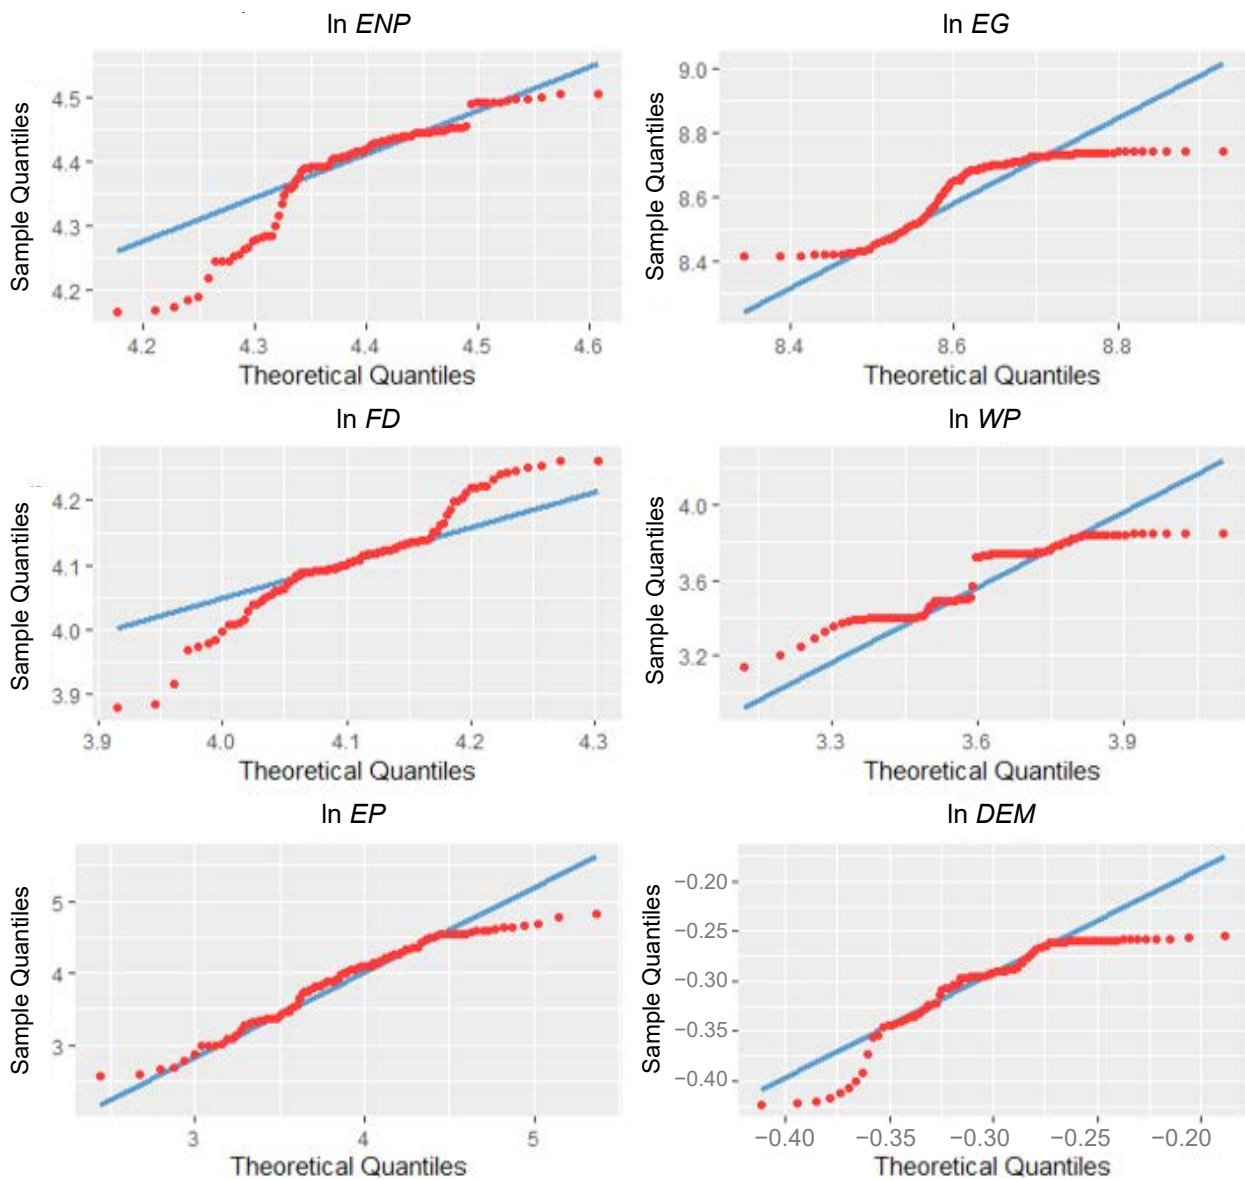 ln ENP
Sample Quantiles
4.5
4.4
4.3
4.2
4.2 4.3 4.4 4.5 4.6
Theoretical Quantiles
ln EG
Sample Quantiles
9.0
8.8
8.6
8.4
8.4 8.6 8.8
Theoretical Quantiles
ln FD
Sample Quantiles
4.2
4.1
4.0
3.9
3.9 4.0 4.1 4.2 4.3
Theoretical Quantiles
ln WP
Sample Quantiles
4.0
3.6
3.2
3.3 3.6 3.9
Theoretical Quantiles
ln EP
Sample Quantiles
5
4
3
3 4 5
Theoretical Quantiles
ln DEM
Sample Quantiles
−0.20
−0.25
−0.30
−0.35
−0.40
−0.40 −0.35 −0.30 −0.25 −0.20
Theoretical Quantiles